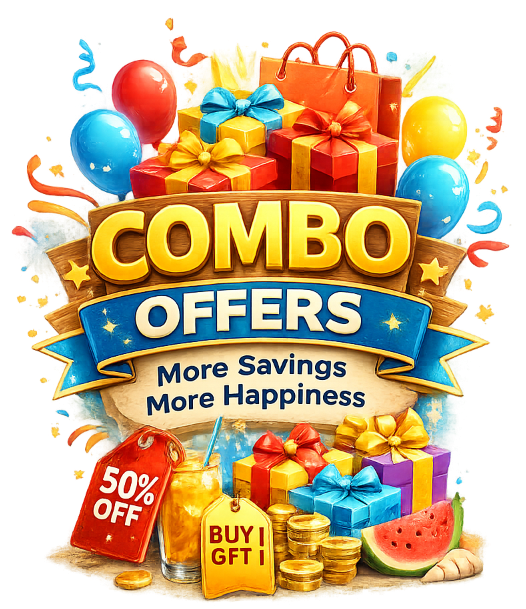 COMBO
OFFERS
More Savings
More Happiness
50%
OFF
BUY I
GFT I